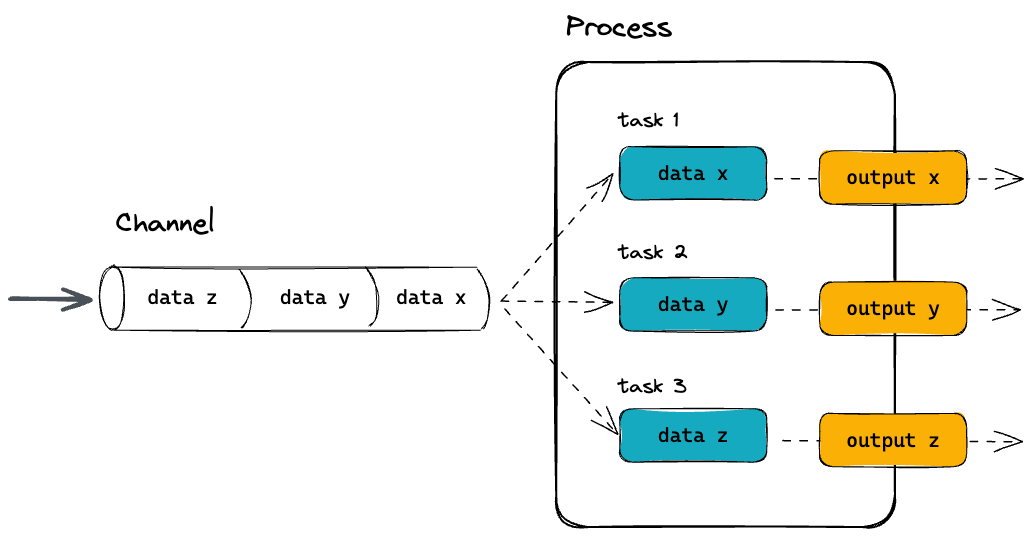 Process
task 1
data x
output x
Channel
task 2
data z
data y
data x
data y
output y
task 3
data z
output z